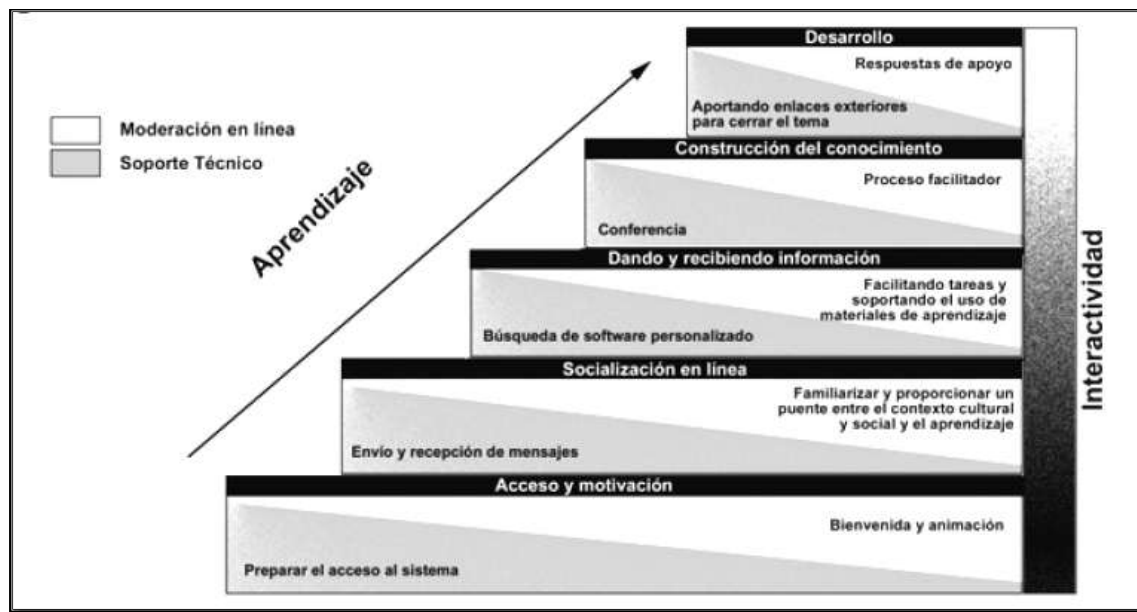 Desarrollo
Respuestas de apoyo
Aportando enlaces exteriores
para cerrar el tema
Moderación en línea
Soporte Técnico
Construcción del conocimiento
Proceso facilitador
Conferencia
Aprendizaje
Dando y recibiendo información
Facilitando tareas y
soportando el uso de
materiales de aprendizaje
Búsqueda de software personalizado
Interactividad
Socialización en línea
Familiarizar y proporcionar un
puente entre el contexto cultural
y social y el aprendizaje
Envío y recepción de mensajes
Acceso y motivación
Bienvenida y animación
Preparar el acceso al sistema